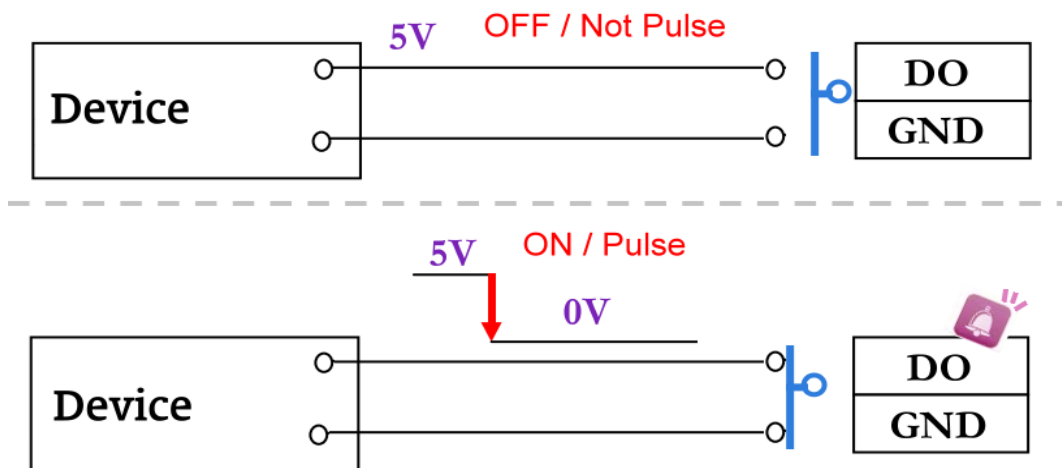 5V OFF / Not Pulse
Device
DO
GND
5V ON / Pulse
0V
Device
DO
GND